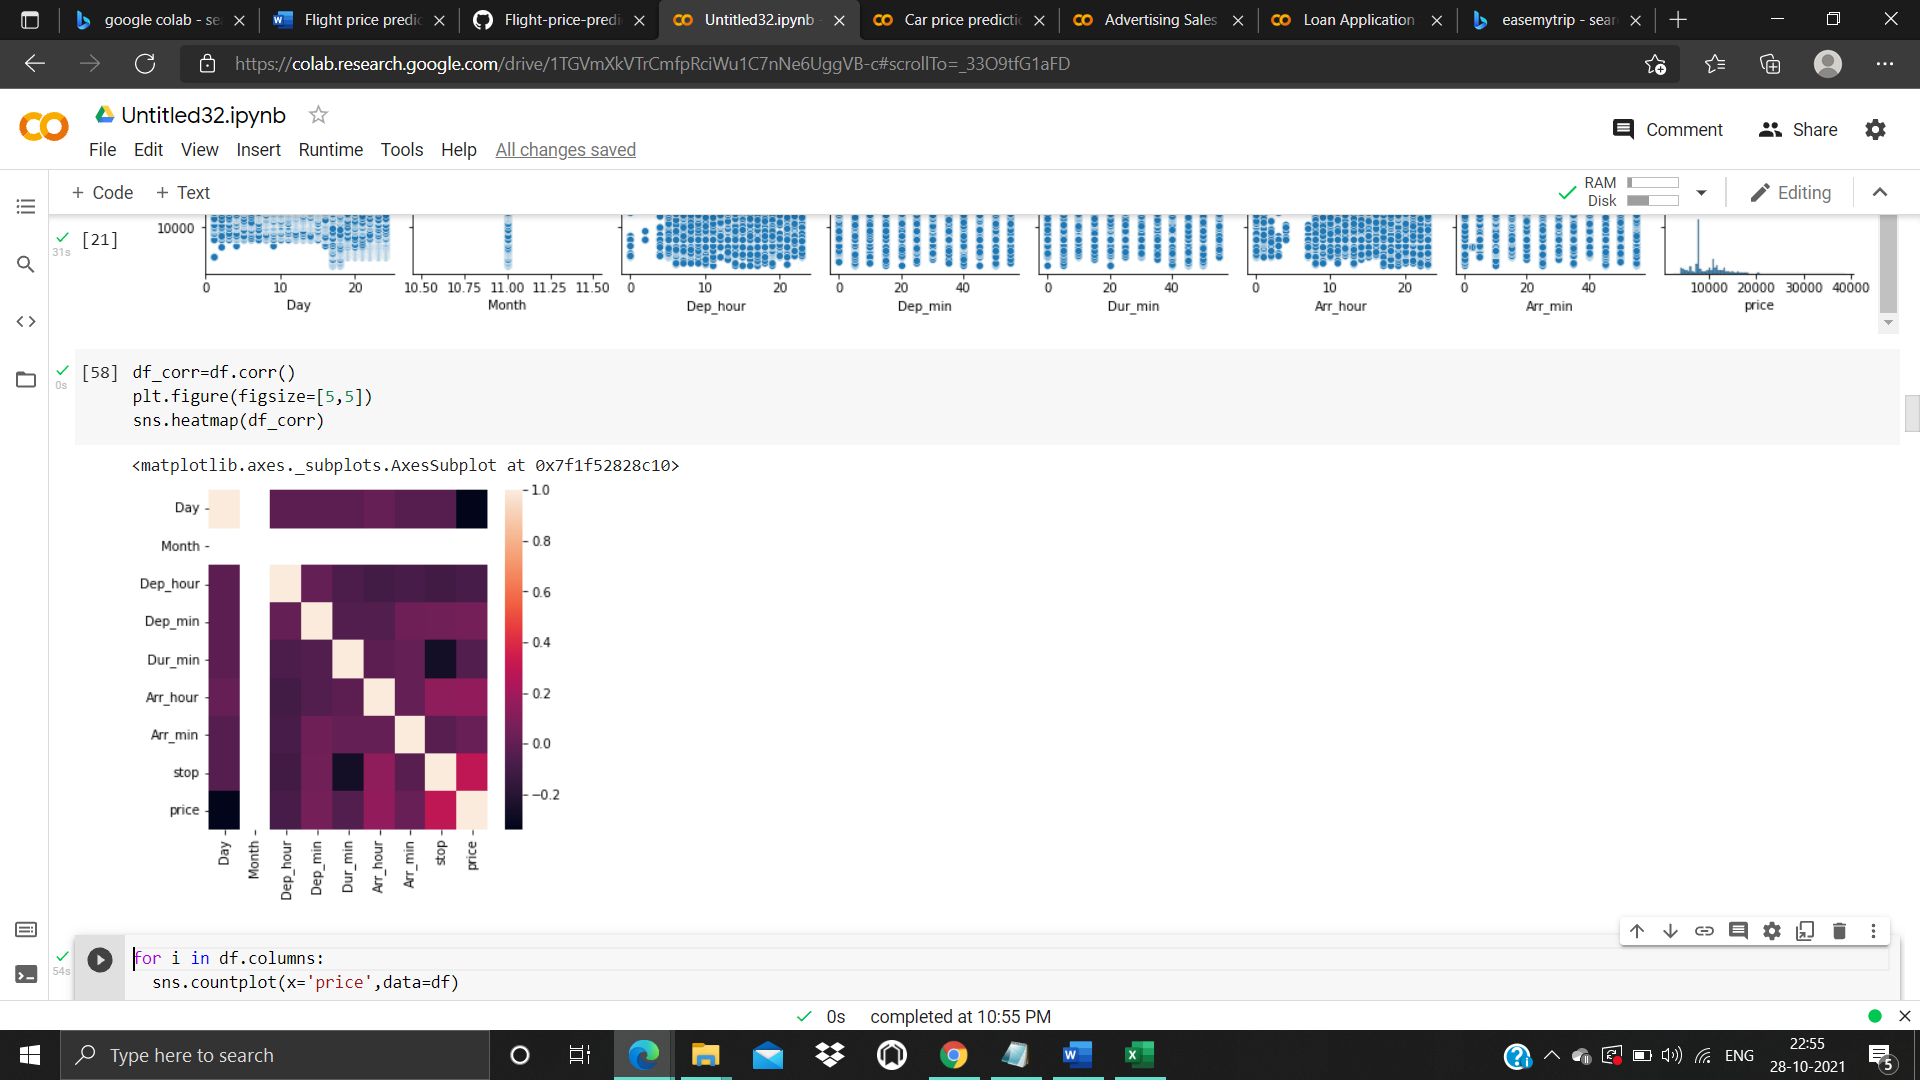 google colab - sea
Flight price predic
Flight-price-predi
Untitled32.ipynb -
Car price predictio
Advertising Sales
Loan Application
easemytrip - sear
https://colab.research.google.com/drive/1TGVmXkVTrCmfpRciWu1C7nNe6UggVB-c#scrollTo=_33O9tfG1aFD
Untitled32.ipynb
Comment
Share
File Edit View Insert Runtime Tools Help All changes saved
+ Code + Text
RAM
Disk
Editing
[21]
31s
10000
0 10 20
Day
10.50 10.75 11.00 11.25 11.50
Month
0 10 20
Dep_hour
0 20 40
Dep_min
0 20 40
Dur_min
0 10 20
Arr_hour
0 20 40
Arr_min
10000 20000 30000 40000
price
[58]
0s
df_corr=df.corr()
plt.figure(figsize=[5,5])
sns.heatmap(df_corr)
<matplotlib.axes._subplots.AxesSubplot at 0x7f1f52828c10>
Day
Month
Dep_hour
Dep_min
Dur_min
Arr_hour
Arr_min
stop
price
1.0
0.8
0.6
0.4
0.2
0.0
−0.2
Day
Month
Dep_hour
Dep_min
Dur_min
Arr_hour
Arr_min
stop
price
54s
for i in df.columns:
sns.countplot(x='price',data=df)
0s completed at 10:55 PM
Type here to search
ENG
22:55
28-10-2021
5